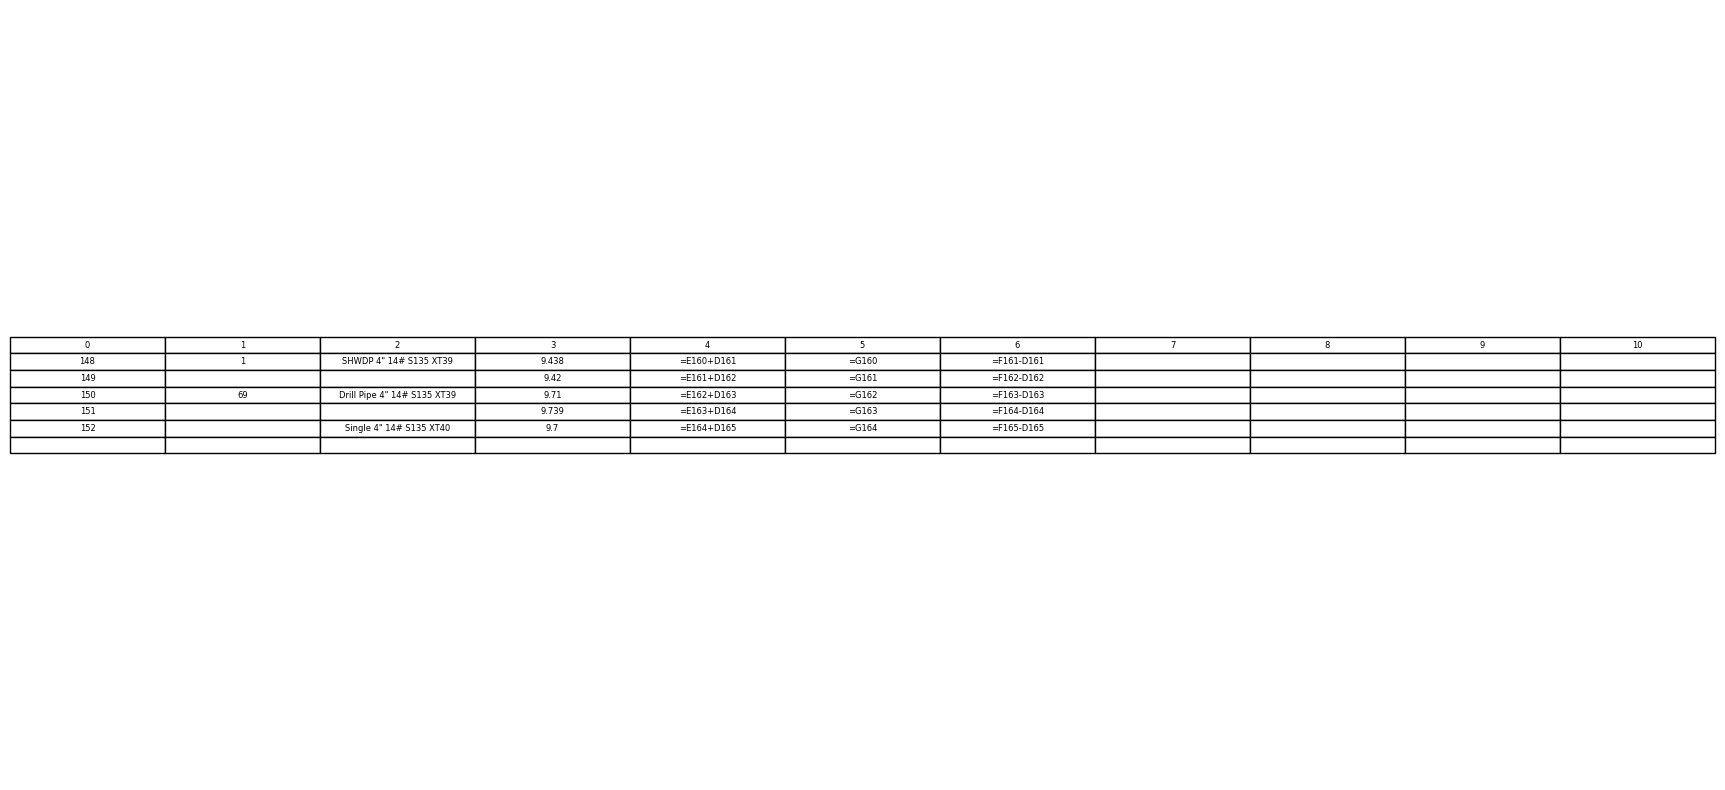 0 1 2 3 4 5 6 7 8 9 10
148 1 SHWDP 4" 14# S135 XT39 9.438 =E160+D161 =G160 =F161-D161
149 9.42 =E161+D162 =G161 =F162-D162
150 69 Drill Pipe 4" 14# S135 XT39 9.71 =E162+D163 =G162 =F163-D163
151 9.739 =E163+D164 =G163 =F164-D164
152 Single 4" 14# S135 XT40 9.7 =E164+D165 =G164 =F165-D165